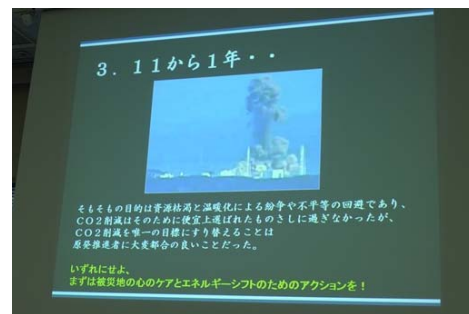 3．11から1年・・
そもそもの目的は資源枯渇と温暖化による紛争や不平等の回避であり、
CO2削減はそのために便宜上選ばれたものさしに過ぎなかったが、
CO2削減を唯一の目標にすり替えることは
原発推進者に大変都合の良いことだった。
いずれにせよ、
まずは被災地の心のケアとエネルギーシフトのためのアクションを！